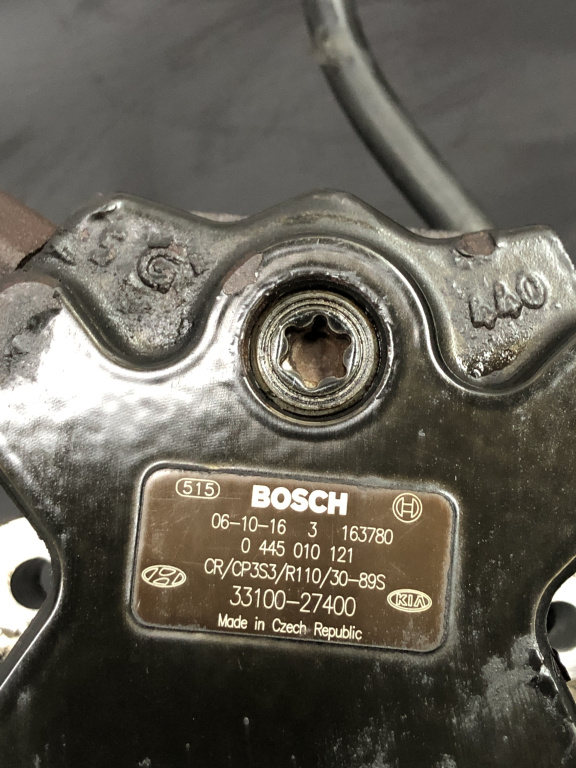 SG
440
515 BOSCH
06-10-16 3 163780
0 445 010 121
CR/CP3S3/R110/30-89S
33100-27400
KIA
Made in Czech Republic